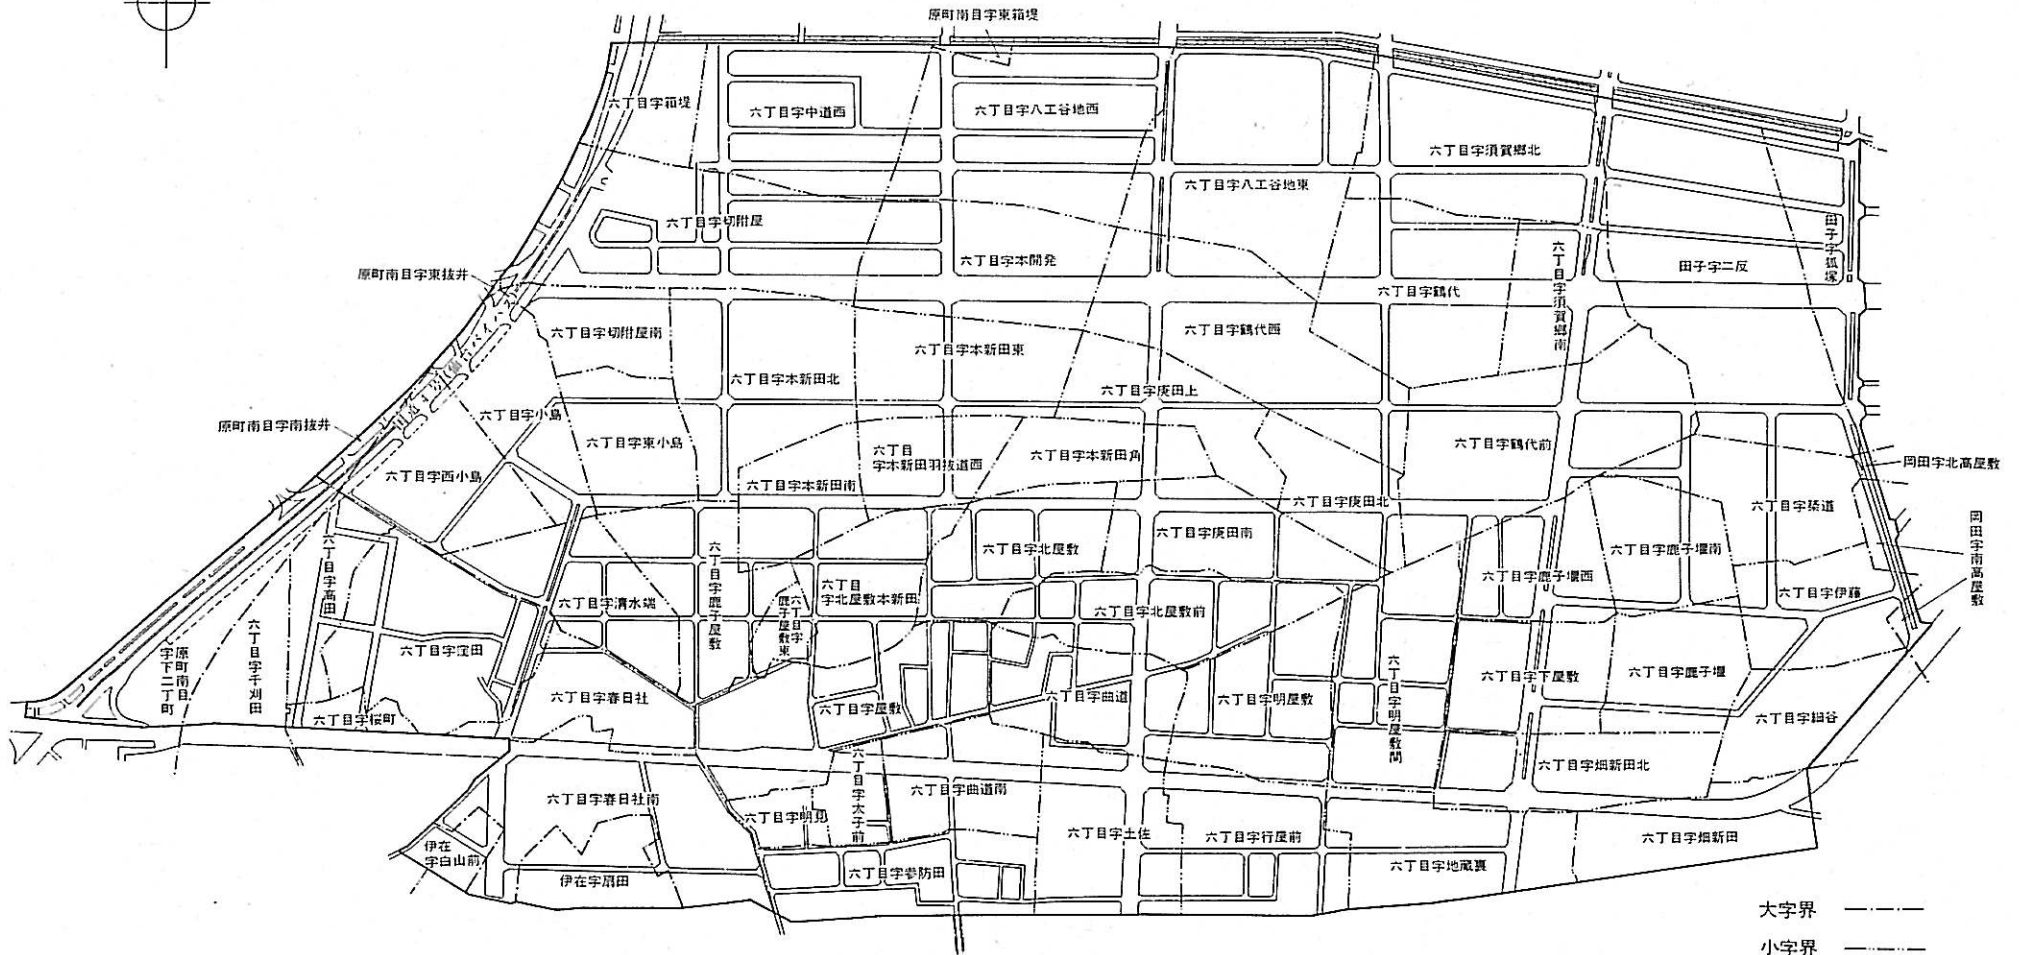 原町南目字東箱堤
六丁目字箱堤
六丁目字中道西
六丁目字八工谷地西
六丁目字須賀郷北
六丁目字八工谷地東
六丁目字切附屋
六丁目字本開発
田子字狐塚
田子字二反
六丁目字須賀郷南
原町南目字東抜井
六丁目字鶴代
六丁目字切附屋南
六丁目字鶴代西
六丁目字本新田東
六丁目字本新田北
六丁目字庚田上
六丁目字小島
原町南目字南抜井
六丁目字東小島
六丁目字鶴代前
六丁目
字本新田羽抜道西
六丁目字本新田角
岡田字北高屋敷
六丁目字西小島
六丁目字本新田南
六丁目字庚田北
六丁目字蒅道
岡田字南高屋敷
六丁目字庚田南
六丁目字北屋敷
六丁目字鹿子堰南
六丁目字高田
六丁目字鹿子屋敷
六丁目字鹿子堰西
六丁目
字北屋敷本新田
六丁目字伊藤
六丁目字清水端
六丁目字
鹿子屋敷東
六丁目字北屋敷前
六丁目字千刈田
原町南目
字下二丁町
六丁目字窪田
六丁目字下屋敷
六丁目字鹿子堰
六丁目字春日社
六丁目字曲道
六丁目字明屋敷
六丁目字明屋敷間
六丁目字屋敷
六丁目字桜町
六丁目字細谷
六丁目字畑新田北
六丁目字太子前
六丁目字曲道南
六丁目字春日社南
六丁目字明見
六丁目字土佐
六丁目字行屋前
六丁目字畑新田
伊在
字白山前
六丁目字地蔵裏
六丁目字参防田
伊在字扇田
大字界
小字界